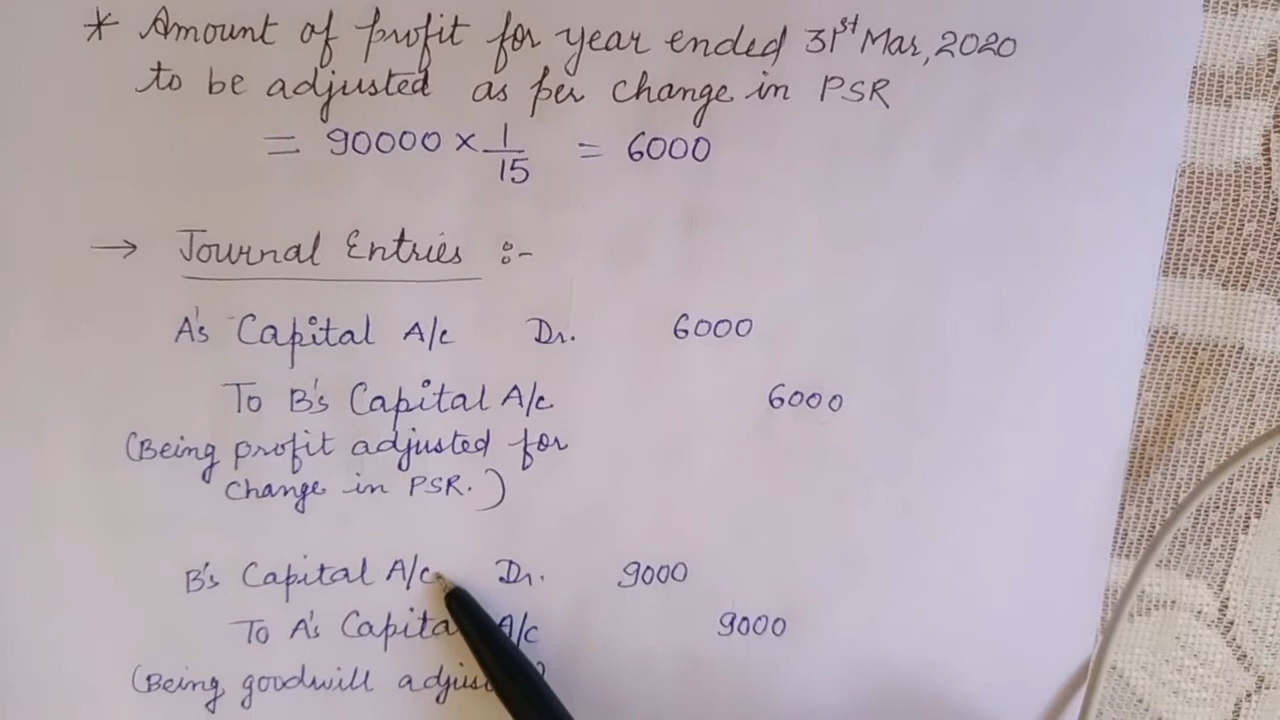 * Amount of profit for year ended 31st Mar, 2020
to be adjusted as per change in PSR
= 90000 × 1/15 = 6000
→ Journal Entries :-
A's Capital A/c Dr. 6000
To B's Capital A/c 6000
(Being profit adjusted for
change in PSR.)
B's Capital A/c Dr. 9000
To A's Capital A/c 9000
(Being goodwill